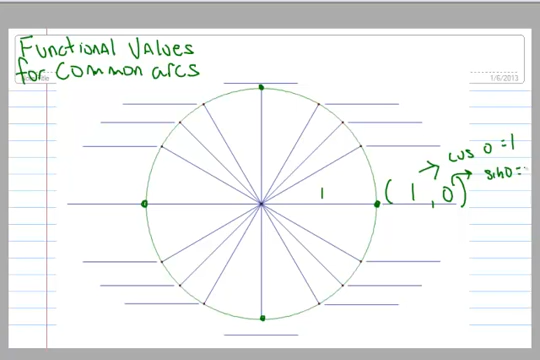 Functional Values
for Common arcs
1/6/2013
cos 0 = 1
sin 0 =
1
(1, 0)